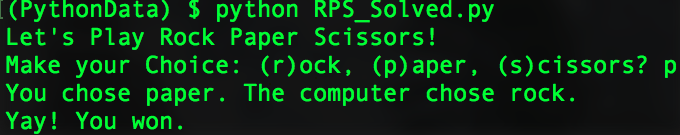 (PythonData) $ python RPS_Solved.py
Let's Play Rock Paper Scissors!
Make your Choice: (r)ock, (p)aper, (s)cissors? p
You chose paper. The computer chose rock.
Yay! You won.